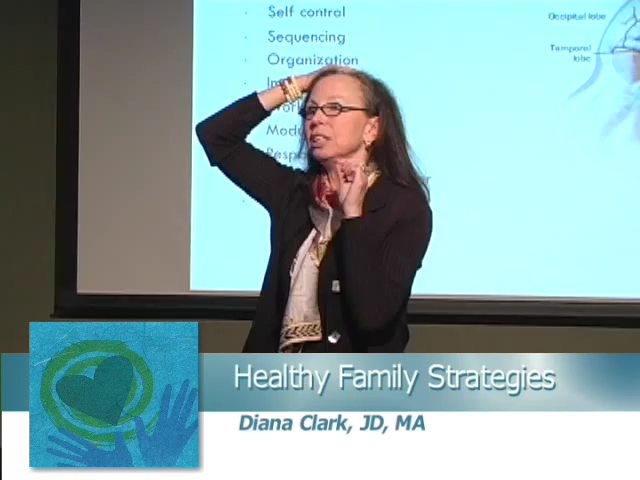 Self control
Sequencing
Organization
Occipital lobe
Temporal
lobe
Healthy Family Strategies
Diana Clark, JD, MA